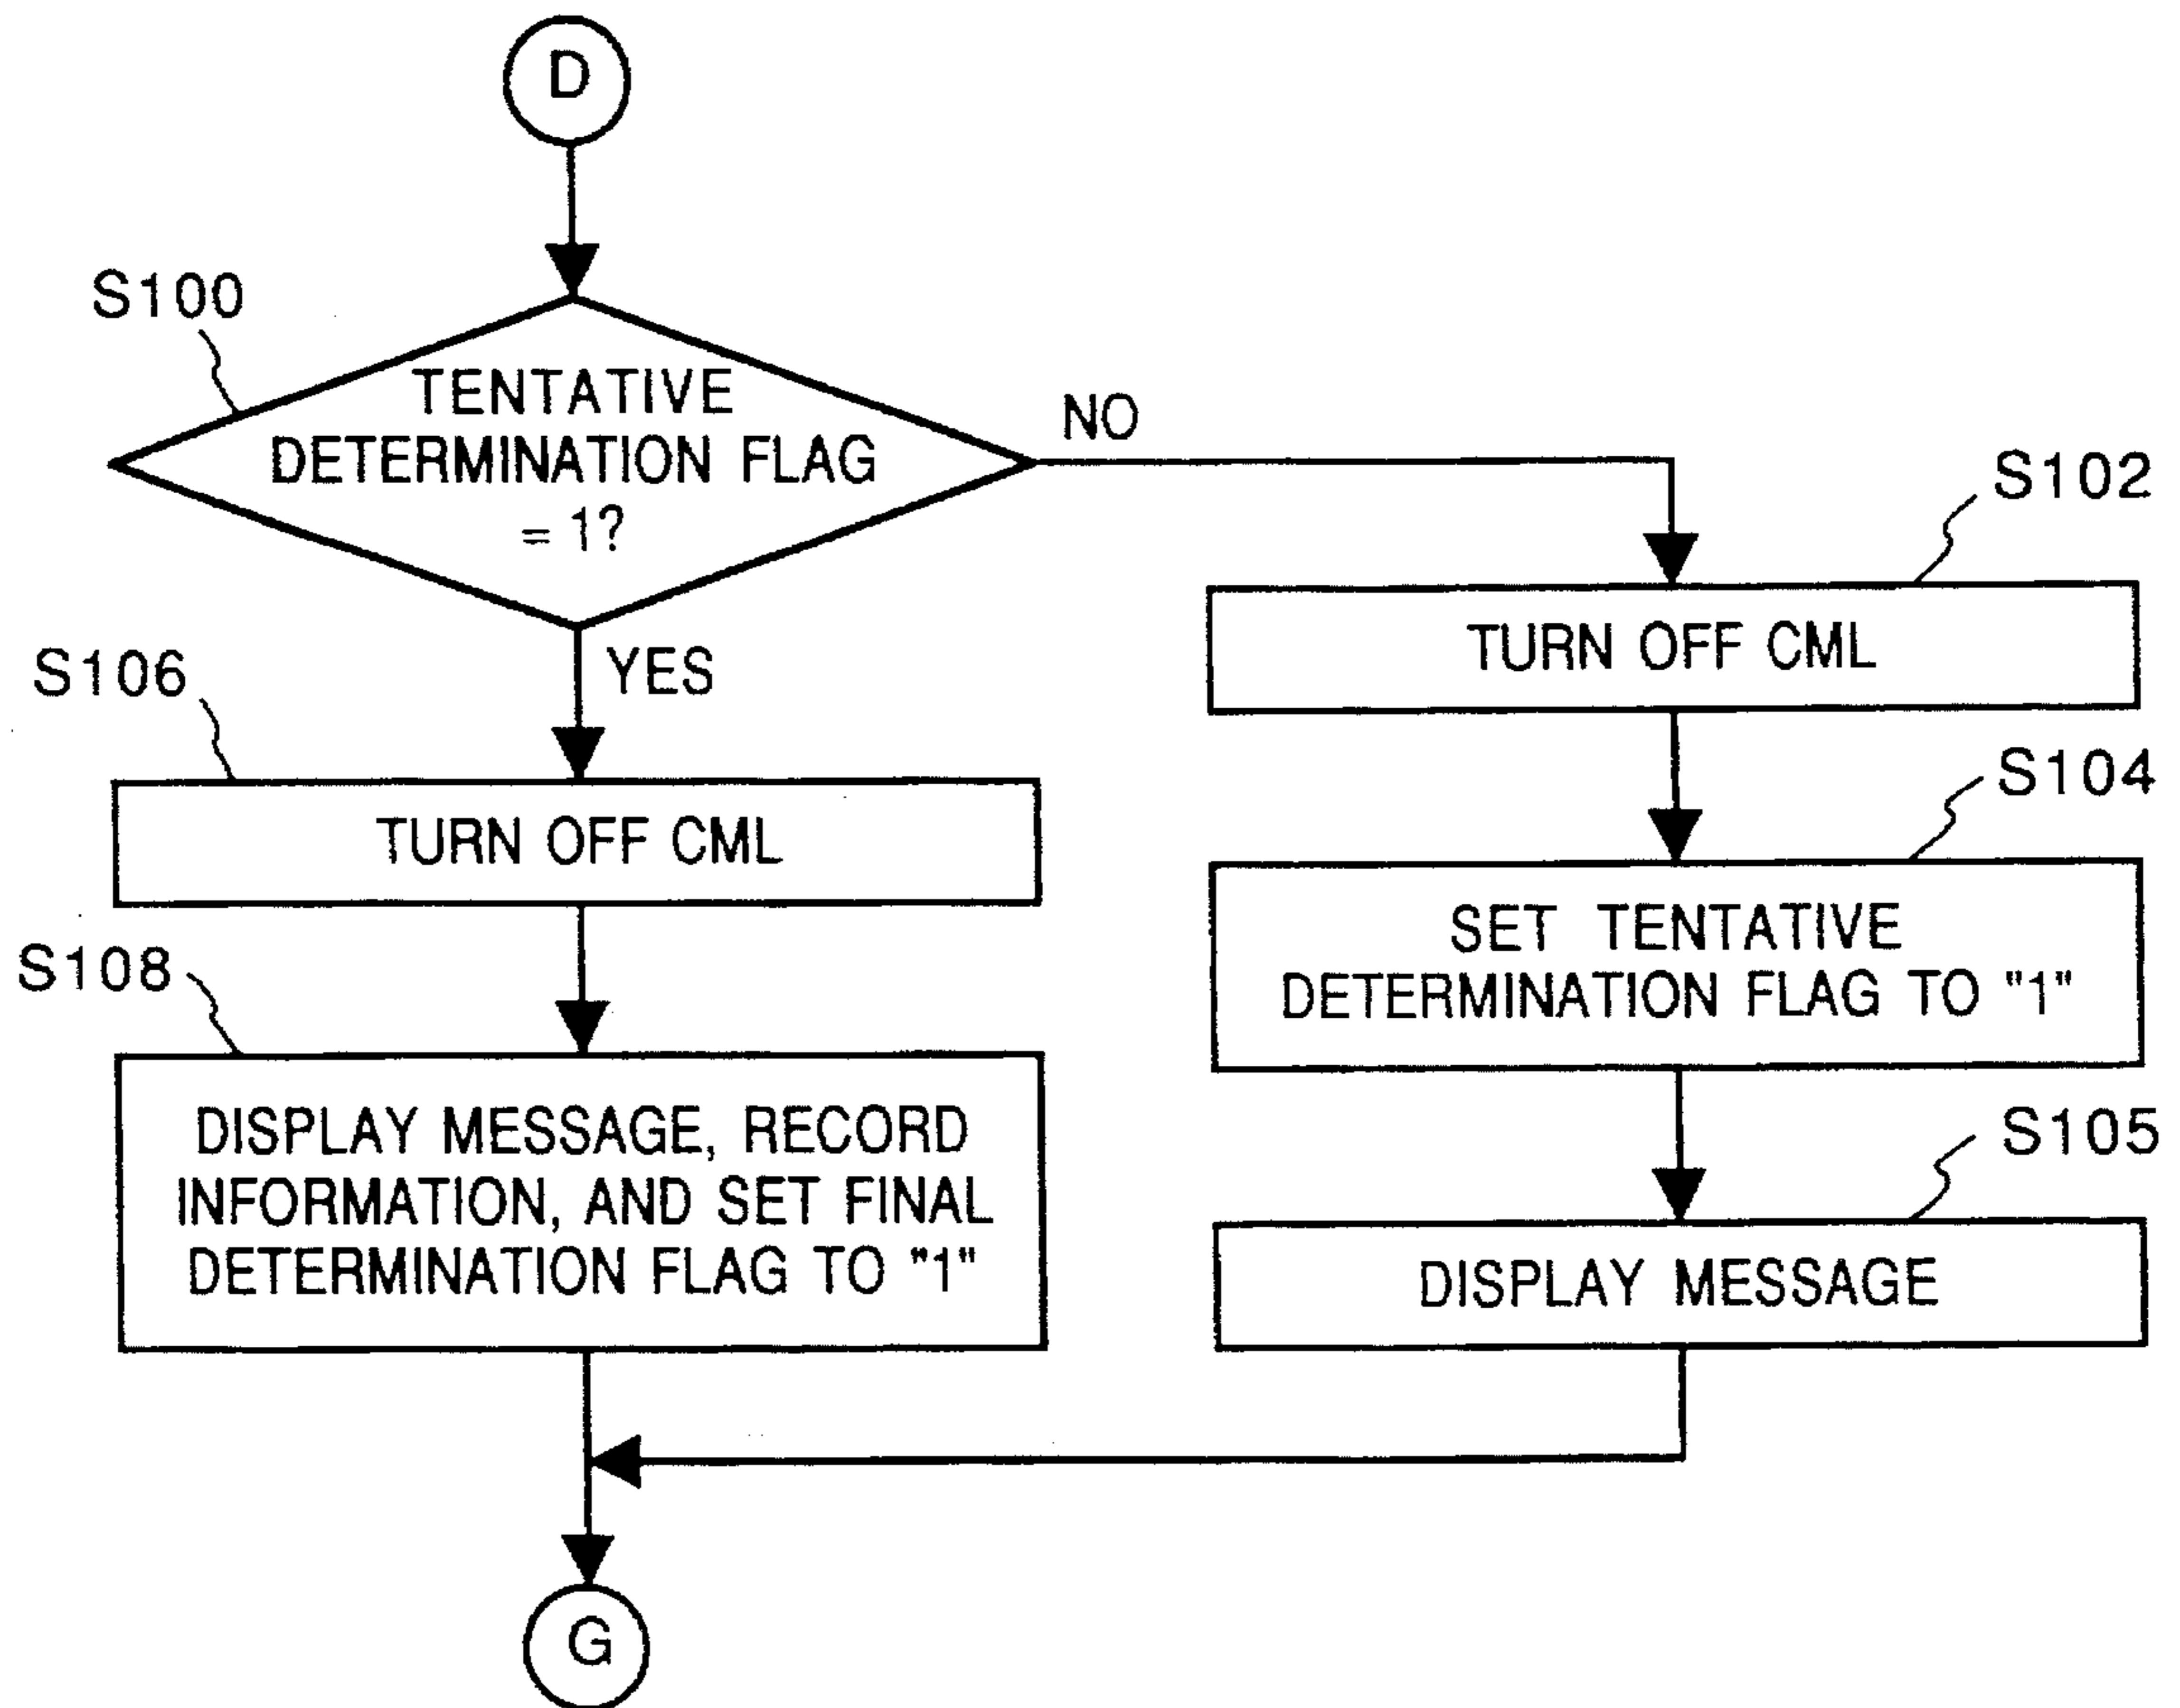 D
S100
TENTATIVE
DETERMINATION FLAG
= 1?
NO
YES
S102
TURN OFF CML
S104
SET TENTATIVE
DETERMINATION FLAG TO "1"
S105
DISPLAY MESSAGE
S106
TURN OFF CML
S108
DISPLAY MESSAGE, RECORD
INFORMATION, AND SET FINAL
DETERMINATION FLAG TO "1"
G